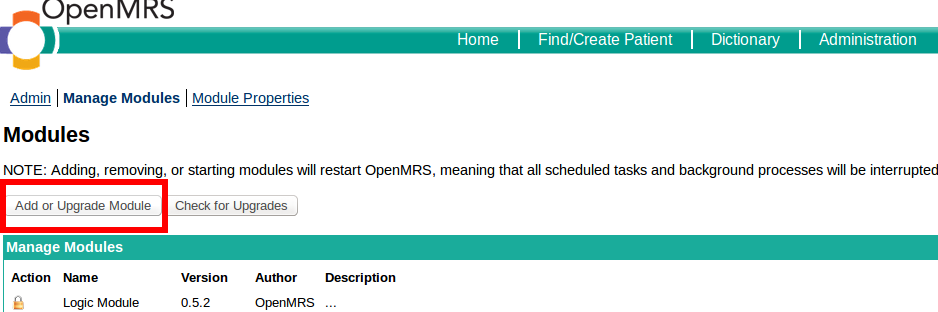 OpenMRS
Home Find/Create Patient Dictionary Administration
Admin Manage Modules Module Properties
Modules
NOTE: Adding, removing, or starting modules will restart OpenMRS, meaning that all scheduled tasks and background processes will be interrupted
Add or Upgrade Module Check for Upgrades
Manage Modules
Action Name Version Author Description
Logic Module 0.5.2 OpenMRS ...